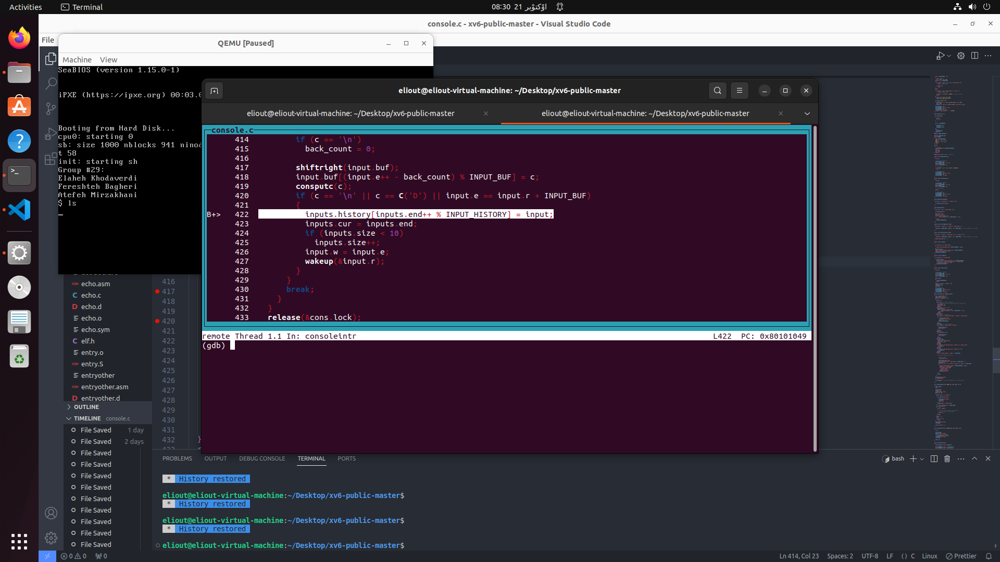 Activities
Terminal
08:30 21 اوْکتوْبر
console.c - xv6-public-master - Visual Studio Code
File
QEMU [Paused]
Machine View
SeaBIOS (version 1.15.0-1)
iPXE (https://ipxe.org) 00:03.0
Booting from Hard Disk...
cpu0: starting 0
sb: size 1000 nblocks 941 ninod
t 58
init: starting sh
Group #29:
Elaheh Khodaverdi
Fereshteh Bagheri
Atefeh Mirzakhani
$ ls
eliout@eliout-virtual-machine: ~/Desktop/xv6-public-master
eliout@eliout-virtual-machine: ~/Desktop/xv6-public-master
eliout@eliout-virtual-machine: ~/Desktop/xv6-public-master
console.c
414 if (c == '\n')
415 back_count = 0;
416
417 shiftright(input.buf);
418 input.buf[(input.e++ - back_count) % INPUT_BUF] = c;
419 consputc(c);
420 if (c == '\n' || c == C('D') || input.e == input.r + INPUT_BUF)
421 {
B+> 422 inputs.history[inputs.end++ % INPUT_HISTORY] = input;
423 inputs.cur = inputs.end;
424 if (inputs.size < 10)
425 inputs.size++;
426 input.w = input.e;
427 wakeup(&input.r);
428 }
429 }
430 break;
431 }
432 }
433 release(&cons.lock);
remote Thread 1.1 In: consoleintr L422 PC: 0x80101049
(gdb)
ASM echo.asm
C echo.c
D echo.d
echo.o
echo.sym
C elf.h
entry.o
ASM entry.S
entryother
ASM entryother.asm
D entryother.d
OUTLINE
TIMELINE console.c
File Saved 1 day
File Saved 2 days
File Saved
File Saved
File Saved
File Saved
File Saved
File Saved
File Saved
File Saved
File Saved
416
417
418
419
420
421
422
423
424
425
426
427
428
429
430
431
432 }
PROBLEMS OUTPUT DEBUG CONSOLE TERMINAL PORTS
bash
* History restored
eliout@eliout-virtual-machine:~/Desktop/xv6-public-master$
* History restored
eliout@eliout-virtual-machine:~/Desktop/xv6-public-master$
* History restored
eliout@eliout-virtual-machine:~/Desktop/xv6-public-master$
0 0 0
Ln 414, Col 23 Spaces: 2 UTF-8 LF {} C Linux Prettier